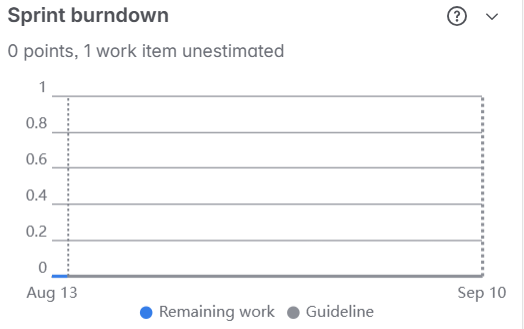 Sprint burndown
0 points, 1 work item unestimated
1
0.8
0.6
0.4
0.2
0
Aug 13 Sep 10
Remaining work Guideline